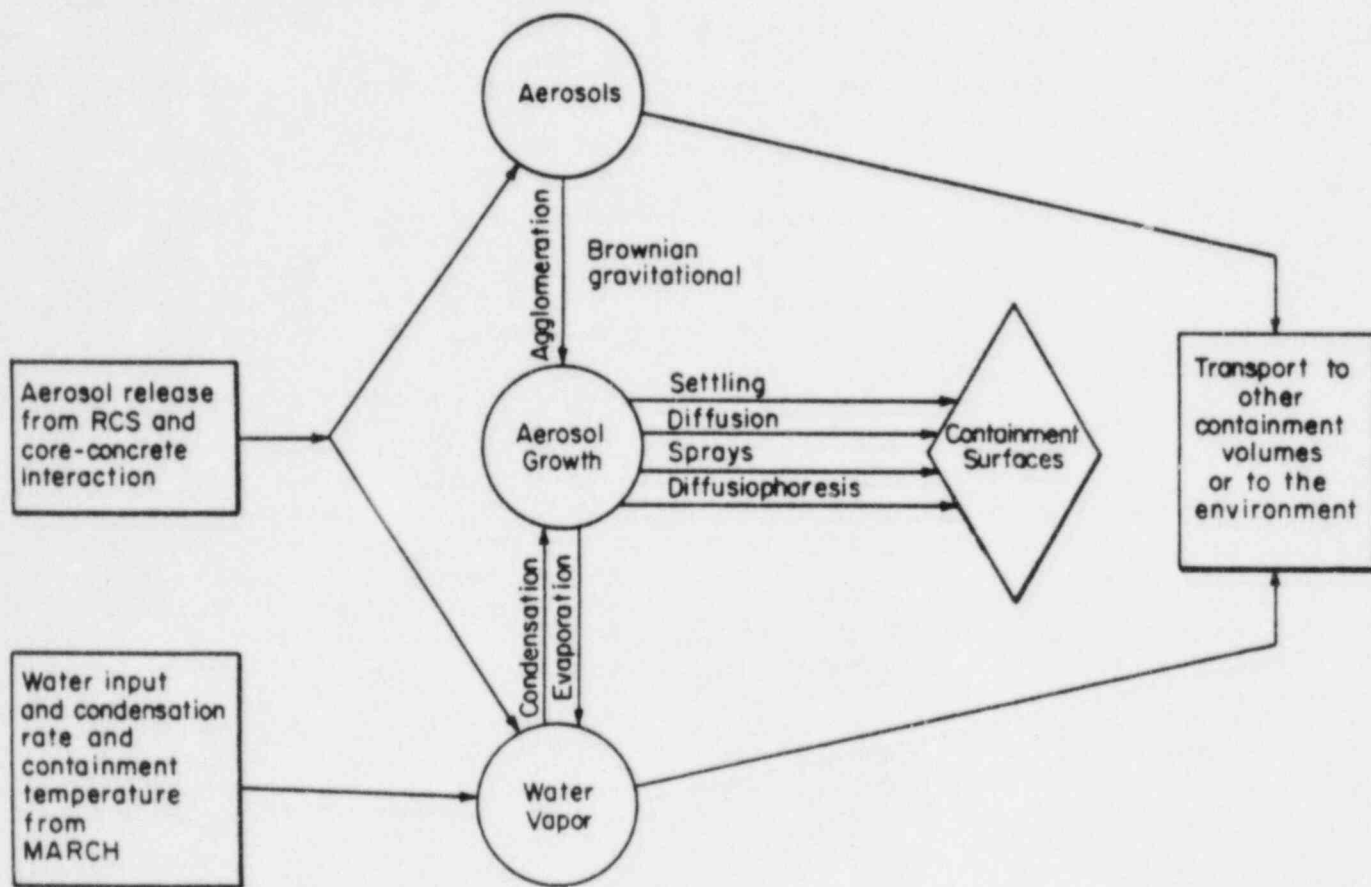 Aerosols
Agglomeration
Brownian
gravitational
Aerosol release
from RCS and
core-concrete
Interaction
Aerosol
Growth
Settling
Diffusion
Sprays
Diffusiophoresis
Containment
Surfaces
Transport to
other
containment
volumes
or to the
environment
Condensation
Evaporation
Water input
and condensation
rate and
containment
temperature
from
MARCH
Water
Vapor